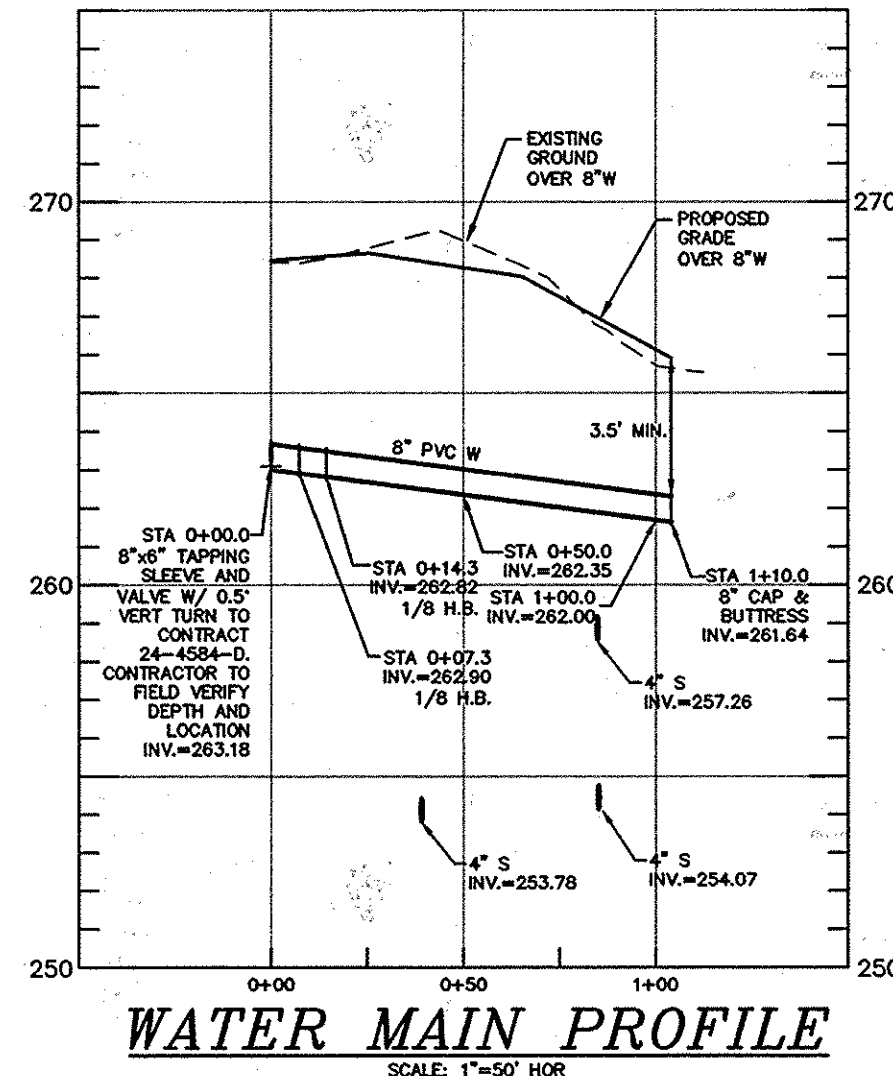 EXISTING
GROUND
OVER 8"W
270
270
PROPOSED
GRADE
OVER 8"W
3.5' MIN.
8" PVC W
STA 0+00.0
8"x6" TAPPING
SLEEVE AND
VALVE W/ 0.5'
VERT TURN TO
CONTRACT
24-4584-D.
CONTRACTOR TO
FIELD VERIFY
DEPTH AND
LOCATION
INV.=263.18
STA 0+14.3
INV.=262.82
1/8 H.B.
STA 0+07.3
INV.=262.90
1/8 H.B.
STA 0+50.0
INV.=262.35
STA 1+00.0
INV.=262.00
STA 1+10.0
8" CAP &
BUTTRESS
INV.=261.64
260
260
4" S
INV.=257.26
4" S
INV.=253.78
4" S
INV.=254.07
250
250
0+00
0+50
1+00
WATER MAIN PROFILE
SCALE: 1"=50' HOR